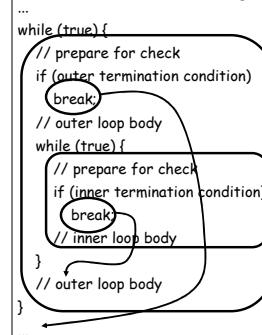 ...
while (true) {
// prepare for check
if (outer termination condition)
break;
// outer loop body
while (true) {
// prepare for check
if (inner termination condition)
break;
// inner loop body
}
// outer loop body
}
...